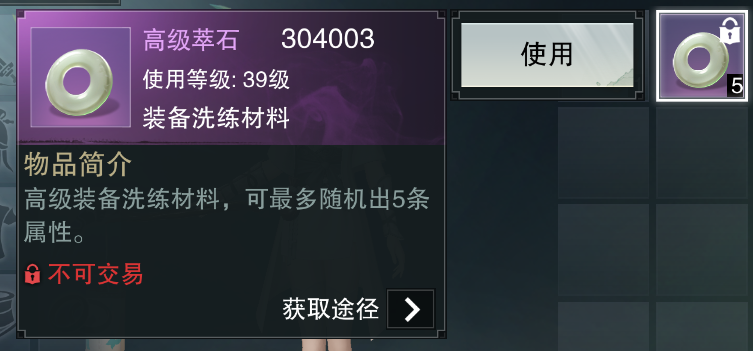 高级萃石 304003
使用等级: 39级
装备洗练材料
物品简介
高级装备洗练材料，可最多随机出5条
属性。
不可交易
获取途径
使用
5